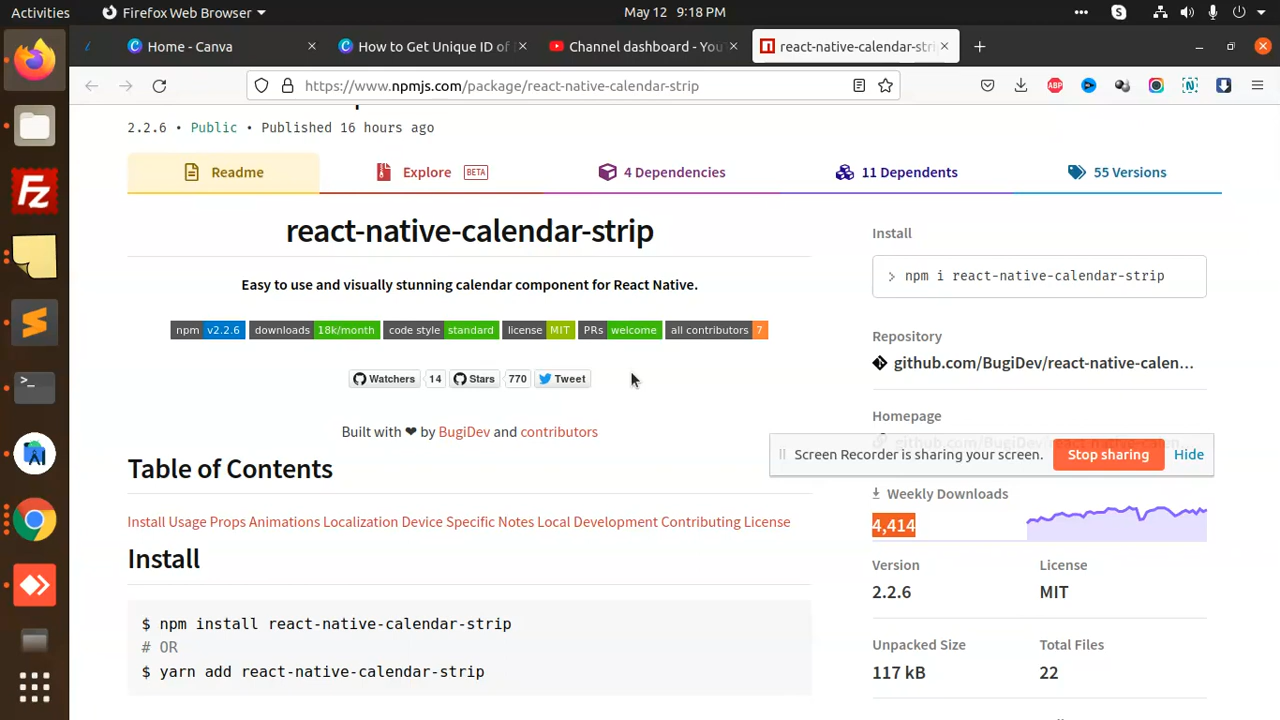 Activities
Firefox Web Browser
May 12 9:18 PM
Home - Canva
How to Get Unique ID of
Channel dashboard - You
react-native-calendar-stri
https://www.npmjs.com/package/react-native-calendar-strip
ABP
2.2.6 • Public • Published 16 hours ago
Readme
Explore BETA
4 Dependencies
11 Dependents
55 Versions
react-native-calendar-strip
Easy to use and visually stunning calendar component for React Native.
npm v2.2.6 downloads 18k/month code style standard license MIT PRs welcome all contributors 7
Watchers 14 Stars 770 Tweet
Built with ❤ by BugiDev and contributors
Table of Contents
Install Usage Props Animations Localization Device Specific Notes Local Development Contributing License
Install
$ npm install react-native-calendar-strip
# OR
$ yarn add react-native-calendar-strip
Install
> npm i react-native-calendar-strip
Repository
github.com/BugiDev/react-native-calen...
Homepage
Screen Recorder is sharing your screen. Stop sharing Hide
Weekly Downloads
4,414
Version
2.2.6
License
MIT
Unpacked Size
117 kB
Total Files
22